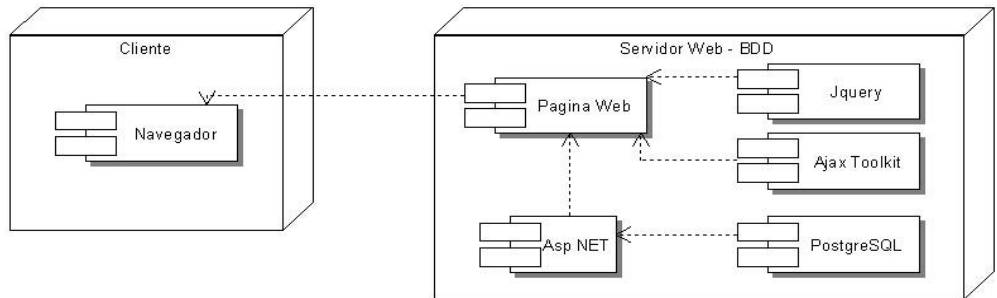 Cliente
Navegador
Servidor Web - BDD
Pagina Web
Jquery
Ajax Toolkit
Asp NET
PostgreSQL